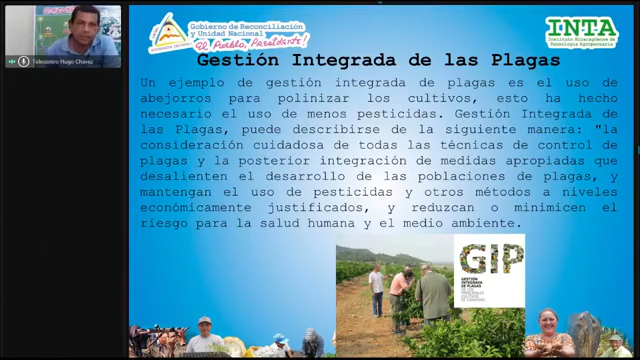 Gobierno de Reconciliación
y Unidad Nacional
El Pueblo, Presidente!
INTA
Instituto Nicaragüense de
Tecnología Agropecuaria
Telecentro Hugo Chavez
Gestión Integrada de las Plagas
Un ejemplo de gestión integrada de plagas es el uso de
abejorros para polinizar los cultivos, esto ha hecho
necesario el uso de menos pesticidas. Gestión Integrada de
las Plagas, puede describirse de la siguiente manera: "la
consideración cuidadosa de todas las técnicas de control de
plagas y la posterior integración de medidas apropiadas que
desalienten el desarrollo de las poblaciones de plagas, y
mantengan el uso de pesticidas y otros métodos a niveles
económicamente justificados, y reduzcan o minimicen el
riesgo para la salud humana y el medio ambiente.
GIP
GESTIÓN
INTEGRADA
DE PLAGAS